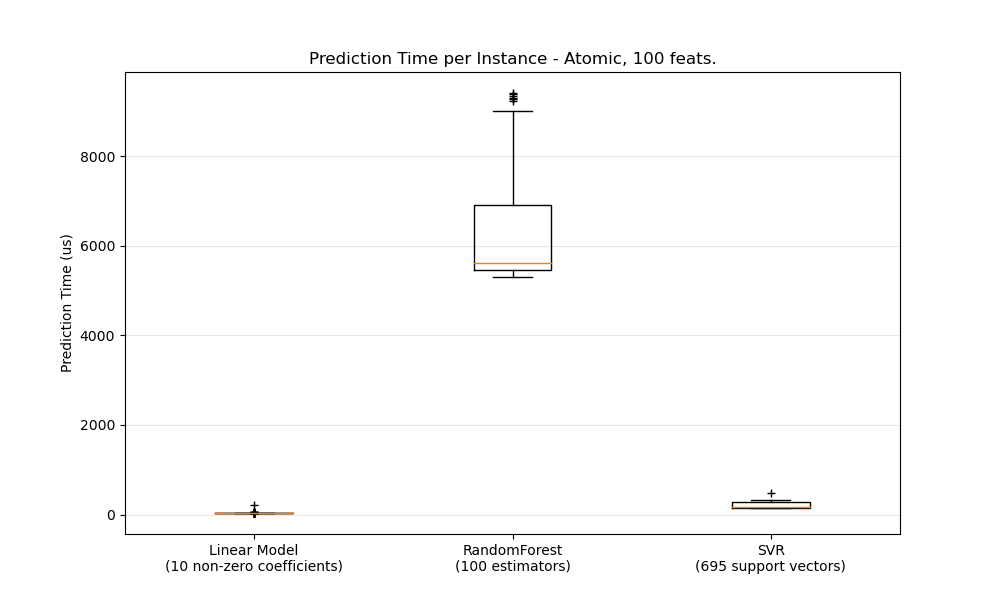 Prediction Time per Instance - Atomic, 100 feats.
Prediction Time (us)
8000
6000
4000
2000
0
Linear Model
(10 non-zero coefficients)
RandomForest
(100 estimators)
SVR
(695 support vectors)